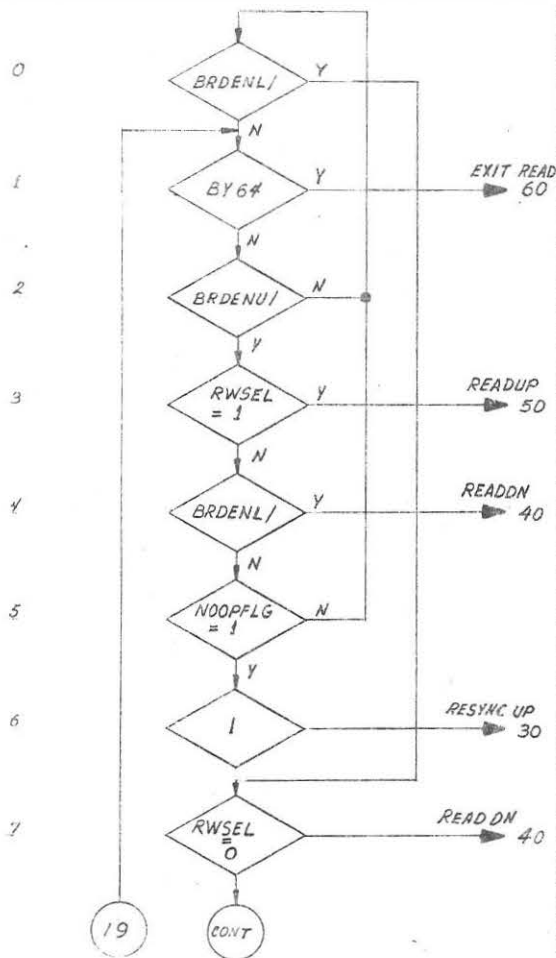 0
BRDENL/
Y
N
1
BY64
Y
EXIT READ
60
N
2
BRDENU/
N
Y
3
RWSEL
= 1
Y
READUP
50
N
4
BRDENL/
Y
READDN
40
N
5
NOOPFLG
= 1
N
Y
6
1
RESYNC UP
30
7
RWSEL
=
0
READ DN
40
19
CONT